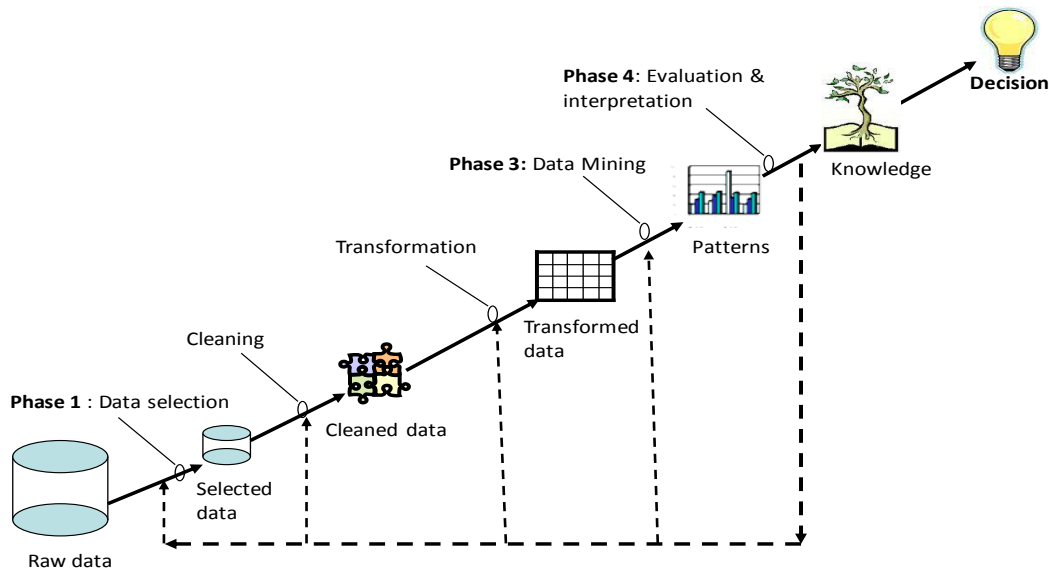 Decision
Phase 4: Evaluation &
interpretation
Knowledge
Phase 3: Data Mining
Patterns
Transformation
Transformed
data
Cleaning
Cleaned data
Phase 1 : Data selection
Selected
data
Raw data